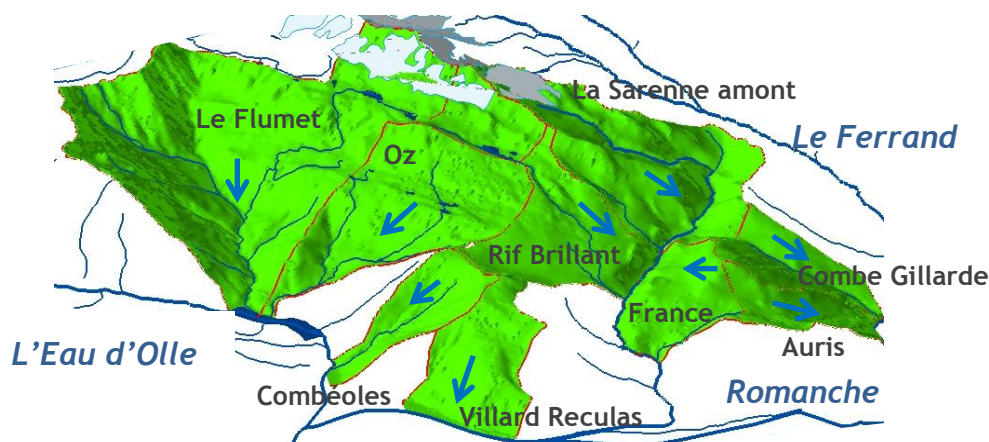 La Sarenne amont
Le Flumet
Le Ferrand
Oz
Rif Brillant
Combe Gillarde
France
L'Eau d'Olle
Auris
Combéoles
Romanche
Villard Reculas